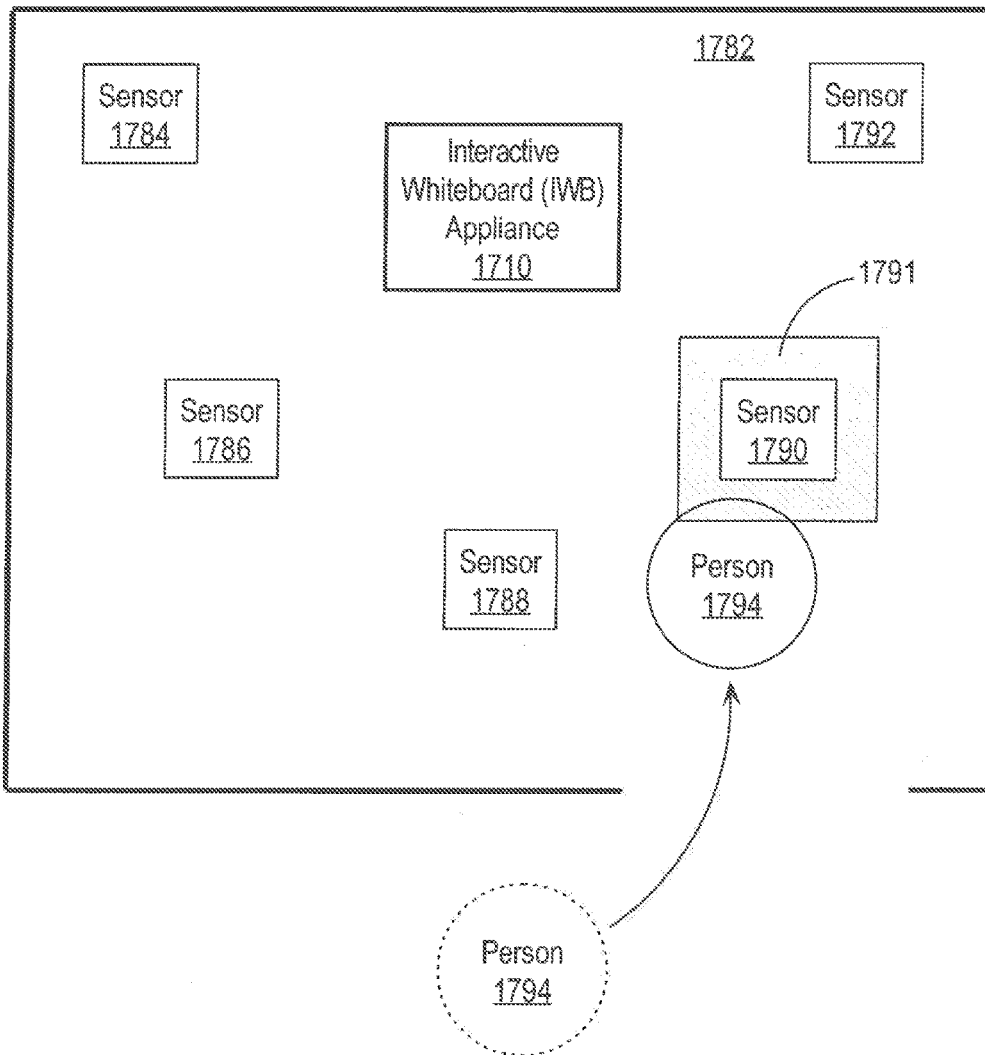 1782
Sensor
1784
Sensor
1792
Interactive
Whiteboard (IWB)
Appliance
1710
1791
Sensor
1786
Sensor
1790
Sensor
1788
Person
1794
Person
1794